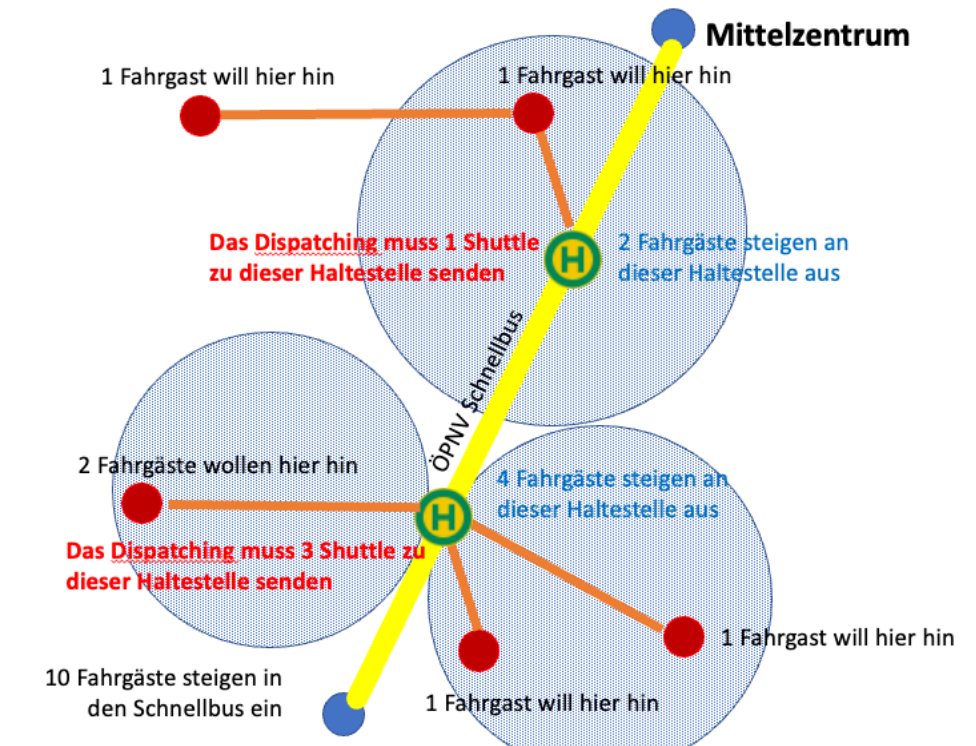 Mittelzentrum
1 Fahrgast will hier hin
1 Fahrgast will hier hin
Das Dispatching muss 1 Shuttle
zu dieser Haltestelle senden
H
2 Fahrgäste steigen an
dieser Haltestelle aus
ÖPNV Schnellbus
2 Fahrgäste wollen hier hin
4 Fahrgäste steigen an
dieser Haltestelle aus
H
Das Dispatching muss 3 Shuttle zu
dieser Haltestelle senden
1 Fahrgast will hier hin
10 Fahrgäste steigen in
den Schnellbus ein
1 Fahrgast will hier hin